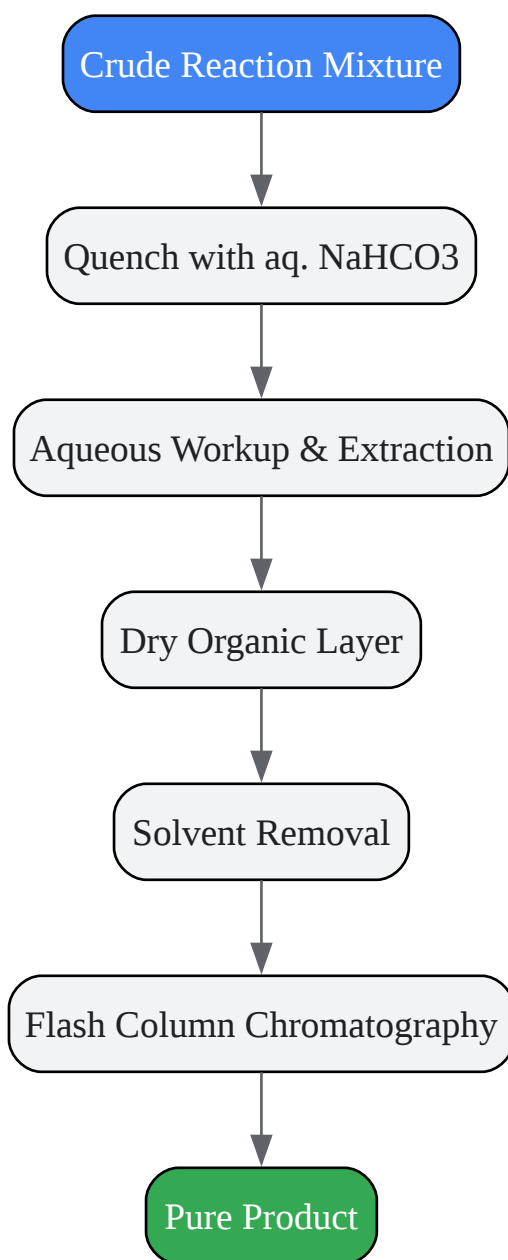 Crude Reaction Mixture
Quench with aq. NaHCO3
Aqueous Workup & Extraction
Dry Organic Layer
Solvent Removal
Flash Column Chromatography
Pure Product